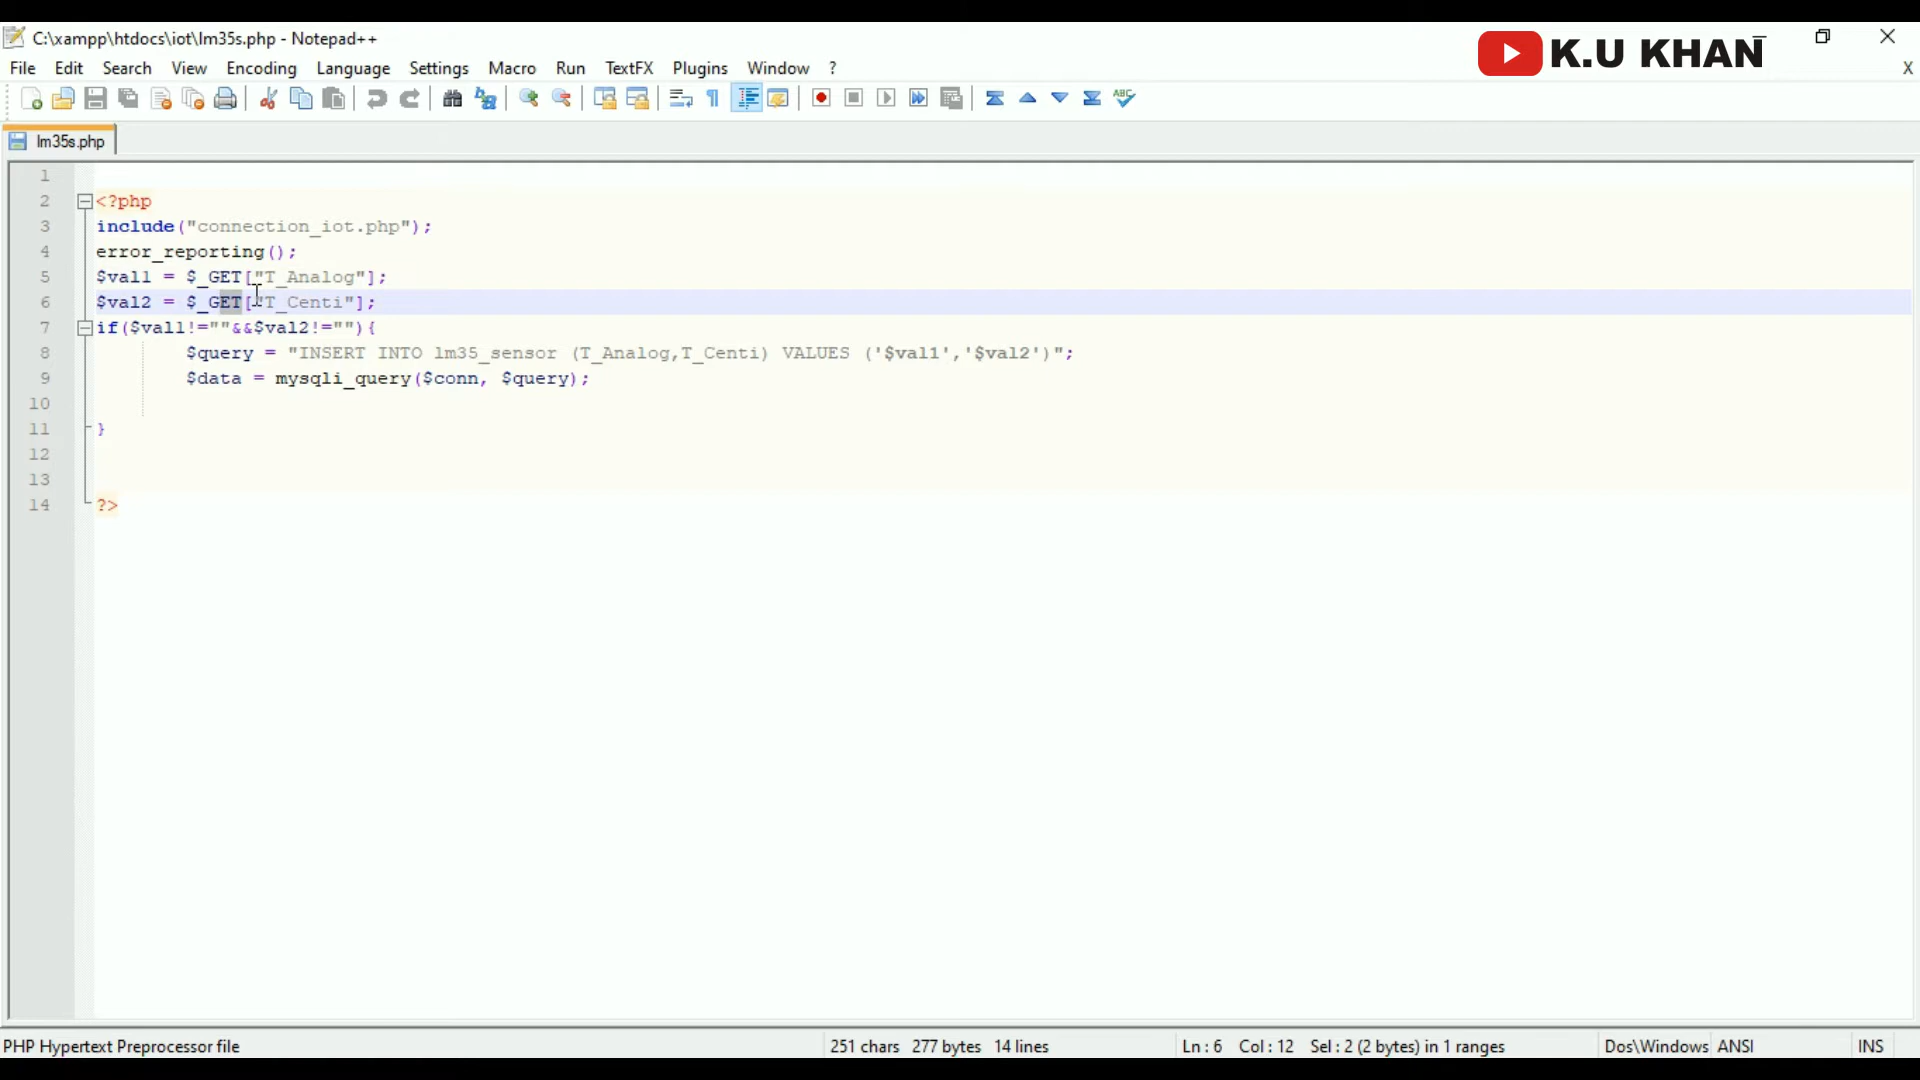 C:\xampp\htdocs\iot\lm35s.php - Notepad++
K.U KHAN
File Edit Search View Encoding Language Settings Macro Run TextFX Plugins Window ?
X
ABC
lm35s.php
1
2 <?php
3 include("connection_iot.php");
4 error_reporting();
5 $val1 = $_GET["T_Analog"];
6 $val2 = $_GET["T_Centi"];
7 if($val1!=""&&$val2!=""){
8 $query = "INSERT INTO lm35_sensor (T_Analog,T_Centi) VALUES ('$val1','$val2')";
9 $data = mysqli_query($conn, $query);
10
11 }
12
13
14 ?>
PHP Hypertext Preprocessor file 251 chars 277 bytes 14 lines Ln : 6 Col : 12 Sel : 2 (2 bytes) in 1 ranges Dos\Windows ANSI INS